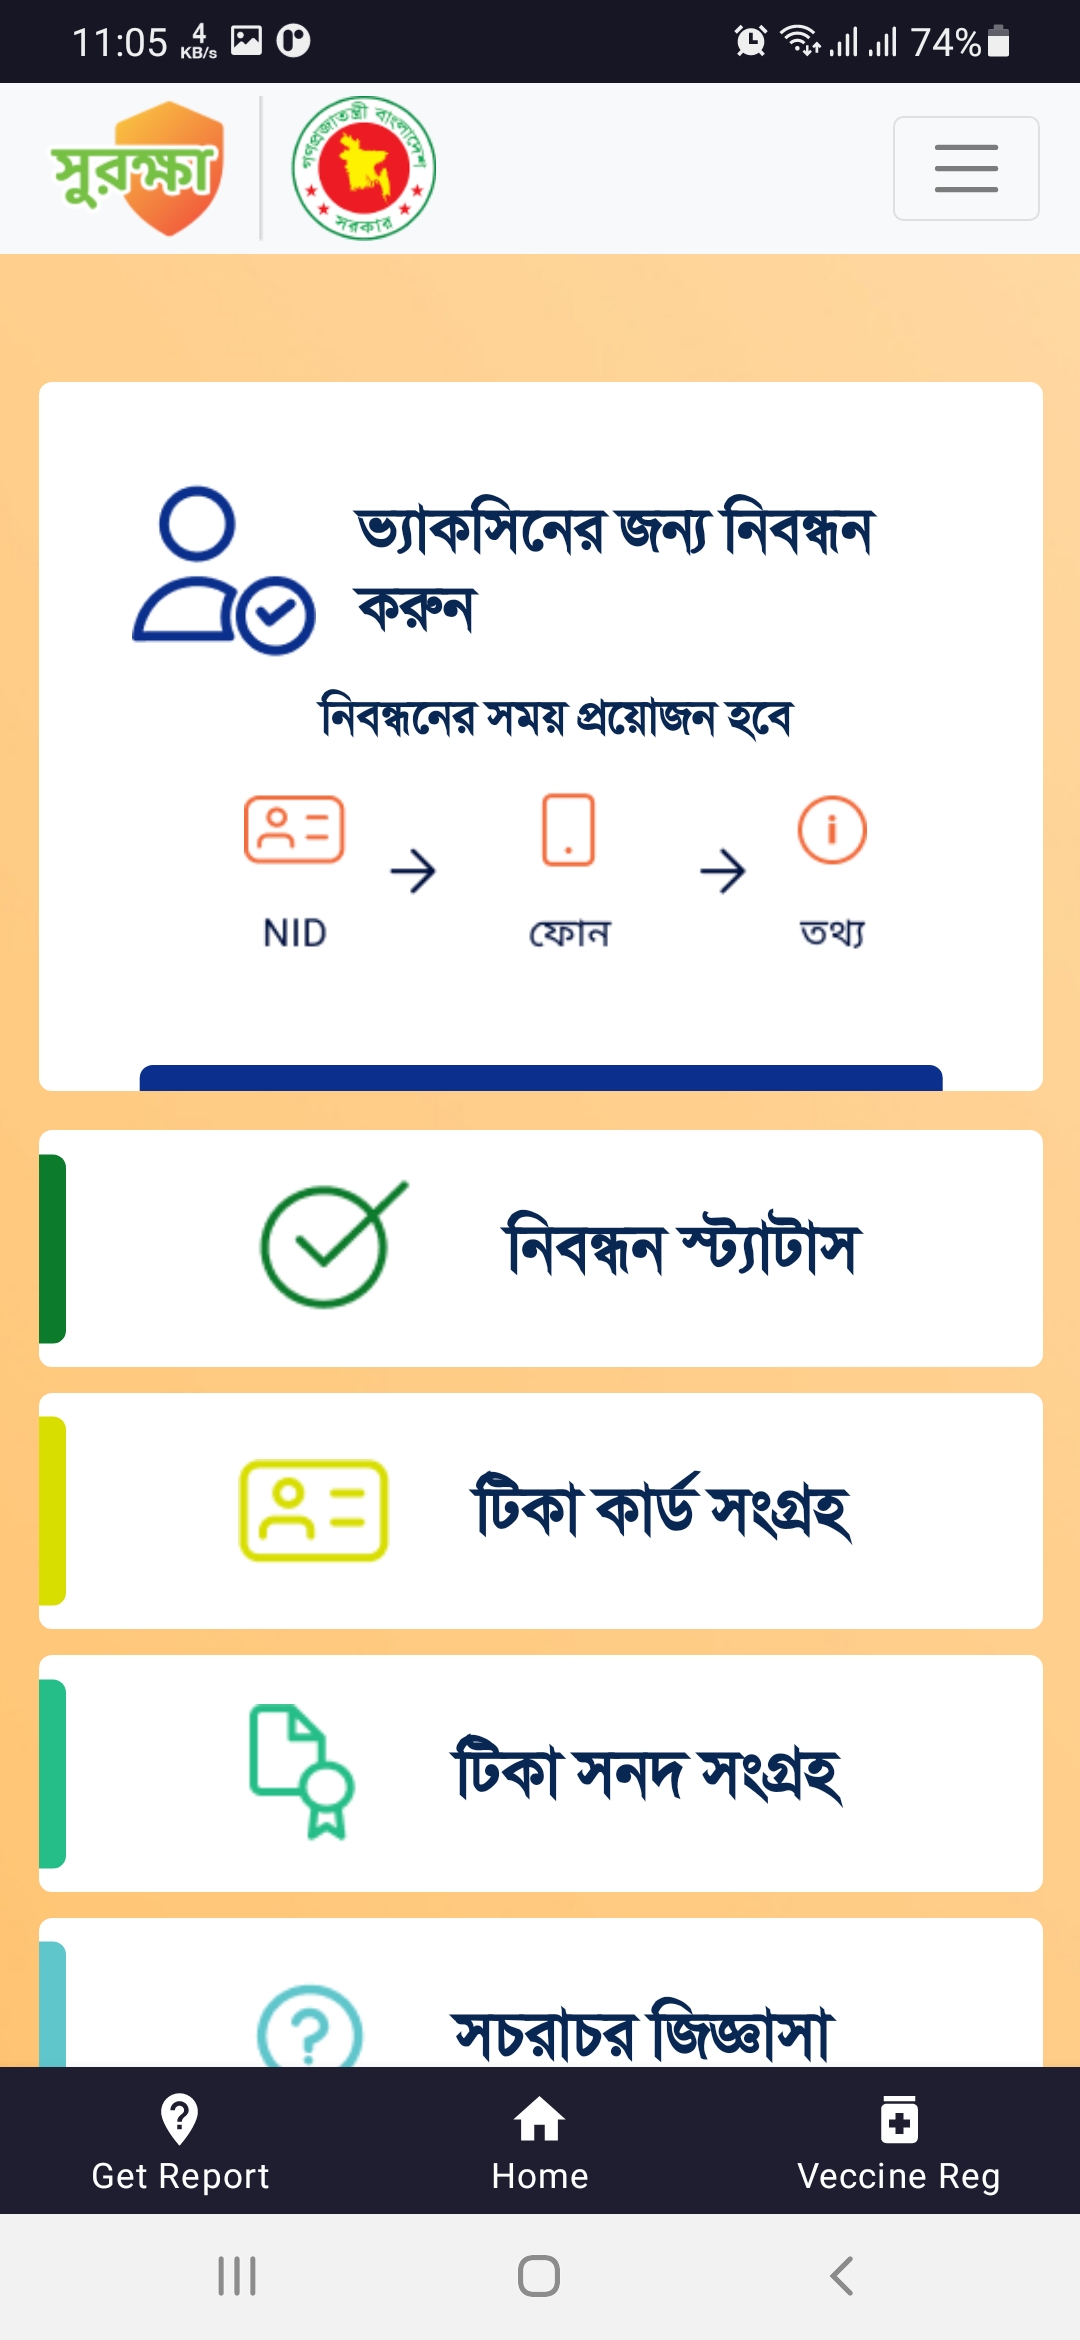 11:05 4 KB/s 74%
সুরক্ষা
গণপ্রজাতন্ত্রী বাংলাদেশ
সরকার
ভ্যাকসিনের জন্য নিবন্ধন
করুন
নিবন্ধনের সময় প্রয়োজন হবে
NID ফোন তথ্য
নিবন্ধন স্ট্যাটাস
টিকা কার্ড সংগ্রহ
টিকা সনদ সংগ্রহ
সচরাচর জিজ্ঞাসা
Get Report Home Veccine Reg